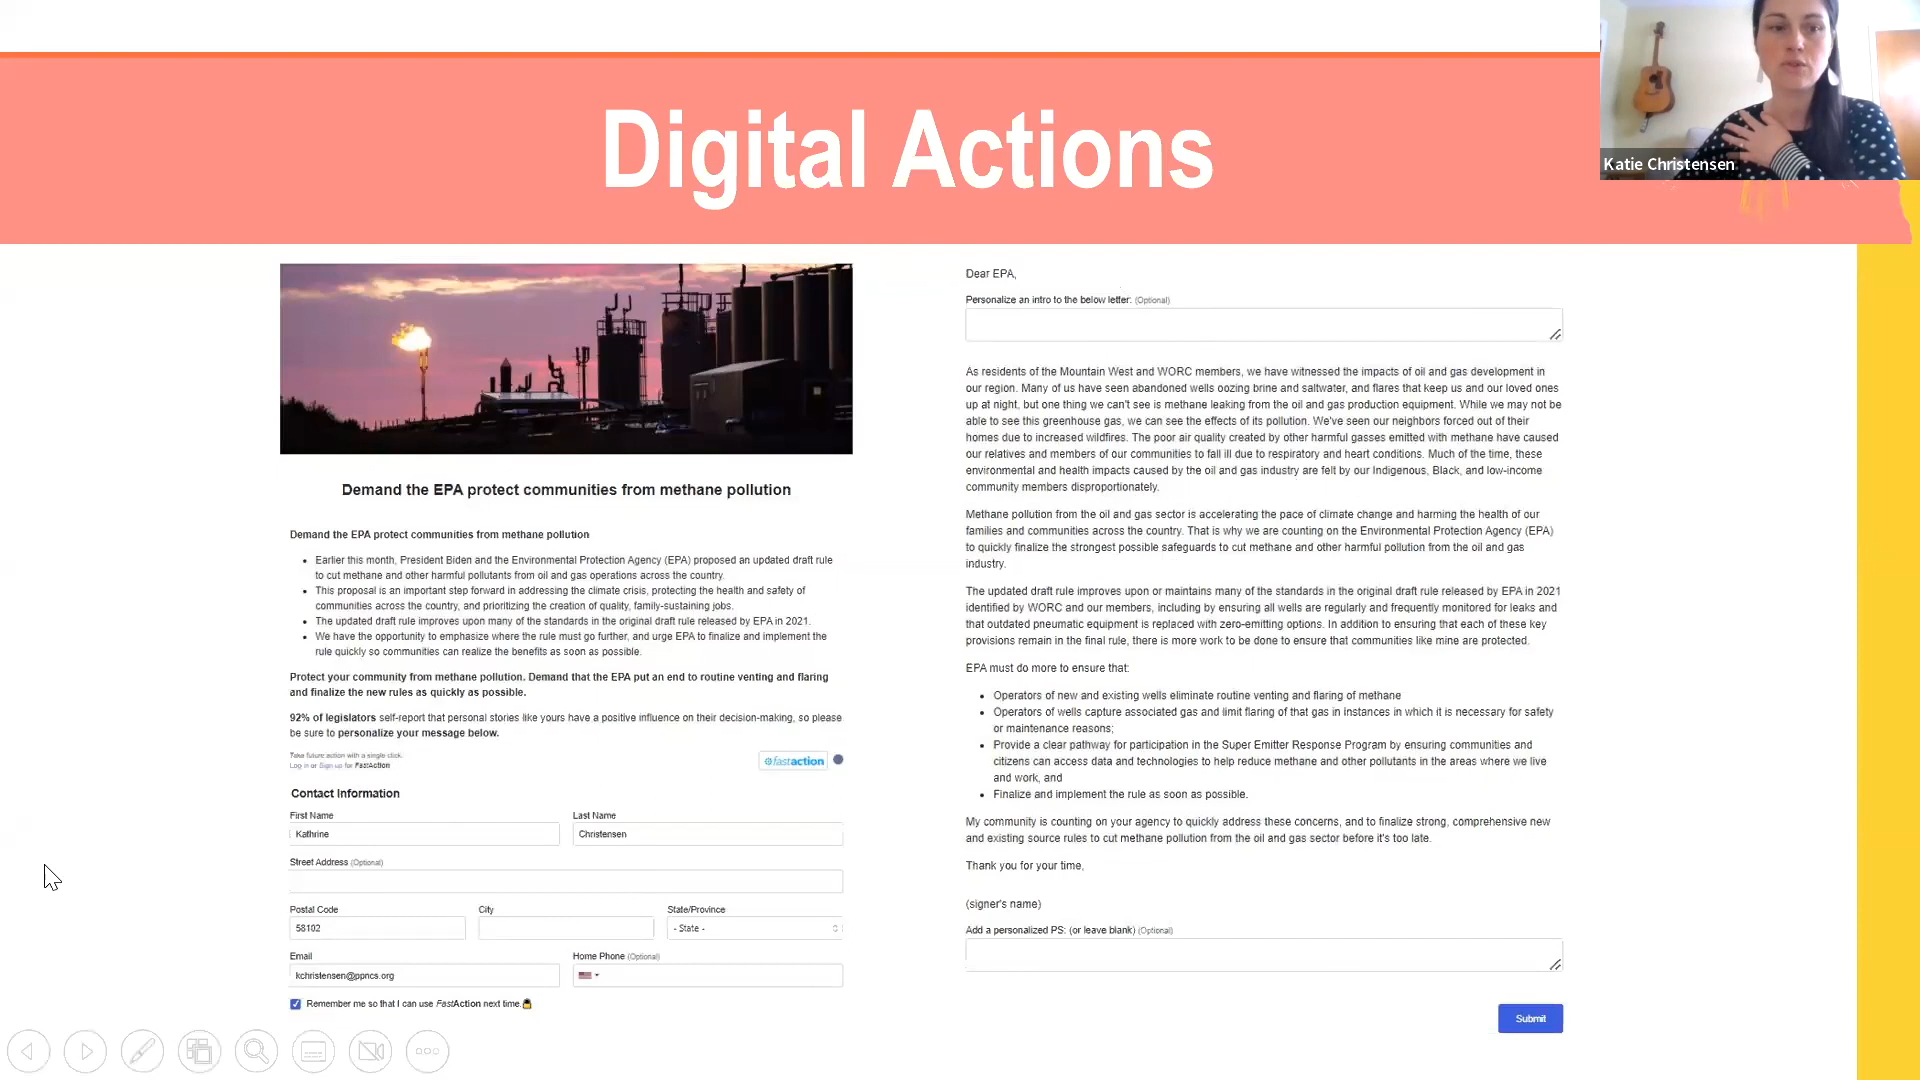 Digital Actions
Katie Christensen
Demand the EPA protect communities from methane pollution
Demand the EPA protect communities from methane pollution
• Earlier this month, President Biden and the Environmental Protection Agency (EPA) proposed an updated draft rule
to cut methane and other harmful pollutants from oil and gas operations across the country.
• This proposal is an important step forward in addressing the climate crisis, protecting the health and safety of
communities across the country, and prioritizing the creation of quality, family-sustaining jobs.
• The updated draft rule improves upon many of the standards in the original draft rule released by EPA in 2021.
• We have the opportunity to emphasize where the rule must go further, and urge EPA to finalize and implement the
rule quickly so communities can realize the benefits as soon as possible.
Protect your community from methane pollution. Demand that the EPA put an end to routine venting and flaring
and finalize the new rules as quickly as possible.
92% of legislators self-report that personal stories like yours have a positive influence on their decision-making, so please
be sure to personalize your message below.
Take future action with a single click.
Log in or Sign up for FastAction
fastaction
Contact Information
First Name
Last Name
Kathrine
Christensen
Street Address (Optional)
Postal Code
City
State/Province
58102
- State -
Email
Home Phone (Optional)
kchristensen@ppncs.org
Remember me so that I can use FastAction next time.
Dear EPA,
Personalize an intro to the below letter: (Optional)
As residents of the Mountain West and WORC members, we have witnessed the impacts of oil and gas development in
our region. Many of us have seen abandoned wells oozing brine and saltwater, and flares that keep us and our loved ones
up at night, but one thing we can't see is methane leaking from the oil and gas production equipment. While we may not be
able to see this greenhouse gas, we can see the effects of its pollution. We've seen our neighbors forced out of their
homes due to increased wildfires. The poor air quality created by other harmful gasses emitted with methane have caused
our relatives and members of our communities to fall ill due to respiratory and heart conditions. Much of the time, these
environmental and health impacts caused by the oil and gas industry are felt by our Indigenous, Black, and low-income
community members disproportionately.
Methane pollution from the oil and gas sector is accelerating the pace of climate change and harming the health of our
families and communities across the country. That is why we are counting on the Environmental Protection Agency (EPA)
to quickly finalize the strongest possible safeguards to cut methane and other harmful pollution from the oil and gas
industry.
The updated draft rule improves upon or maintains many of the standards in the original draft rule released by EPA in 2021
identified by WORC and our members, including by ensuring all wells are regularly and frequently monitored for leaks and
that outdated pneumatic equipment is replaced with zero-emitting options. In addition to ensuring that each of these key
provisions remain in the final rule, there is more work to be done to ensure that communities like mine are protected.
EPA must do more to ensure that:
• Operators of new and existing wells eliminate routine venting and flaring of methane
• Operators of wells capture associated gas and limit flaring of that gas in instances in which it is necessary for safety
or maintenance reasons;
• Provide a clear pathway for participation in the Super Emitter Response Program by ensuring communities and
citizens can access data and technologies to help reduce methane and other pollutants in the areas where we live
and work, and
• Finalize and implement the rule as soon as possible.
My community is counting on your agency to quickly address these concerns, and to finalize strong, comprehensive new
and existing source rules to cut methane pollution from the oil and gas sector before it's too late.
Thank you for your time,
(signer's name)
Add a personalized PS: (or leave blank) (Optional)
Submit